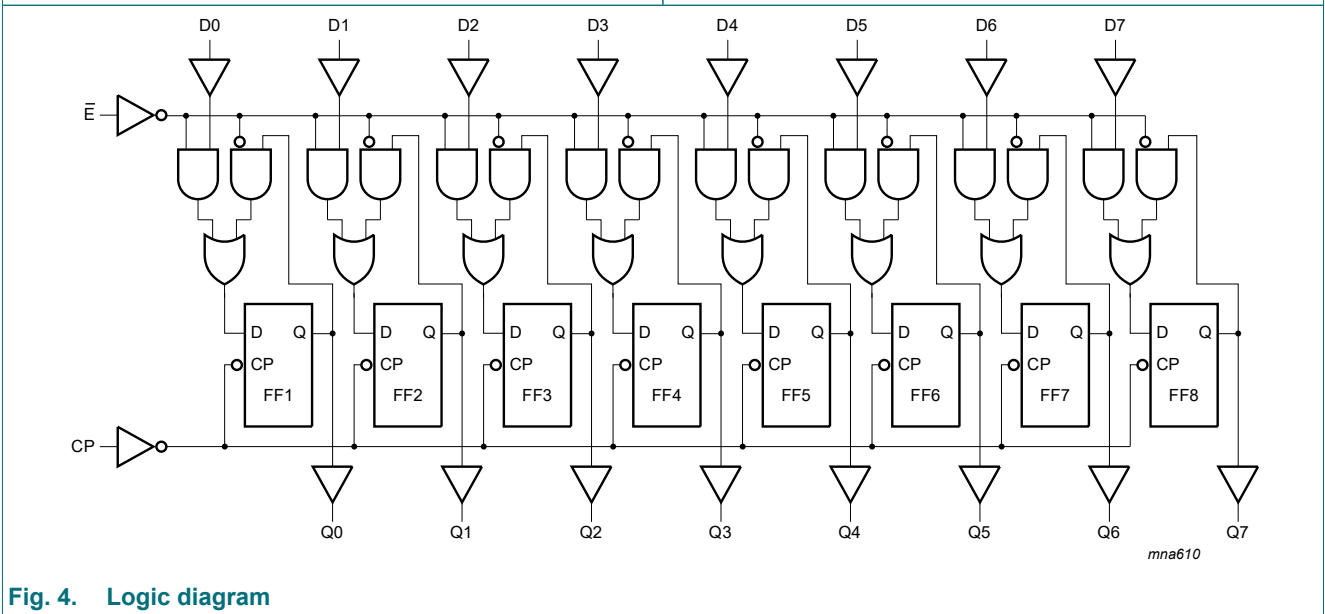 D0 D1 D2 D3 D4 D5 D6 D7
Ē
D Q D Q D Q D Q D Q D Q D Q D Q
CP CP CP CP CP CP CP CP
FF1 FF2 FF3 FF4 FF5 FF6 FF7 FF8
CP
Q0 Q1 Q2 Q3 Q4 Q5 Q6 Q7
mna610
Fig. 4. Logic diagram